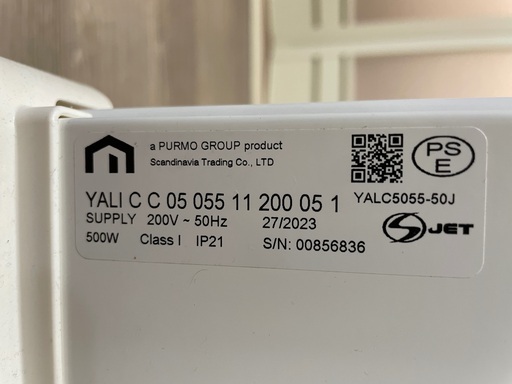 a PURMO GROUP product
Scandinavia Trading Co., LTD
PS
E
YALI C C 05 055 11 200 05 1
YALC5055-50J
SUPPLY 200V ~ 50Hz 27/2023
500W Class I IP21 S/N: 00856836
S JET